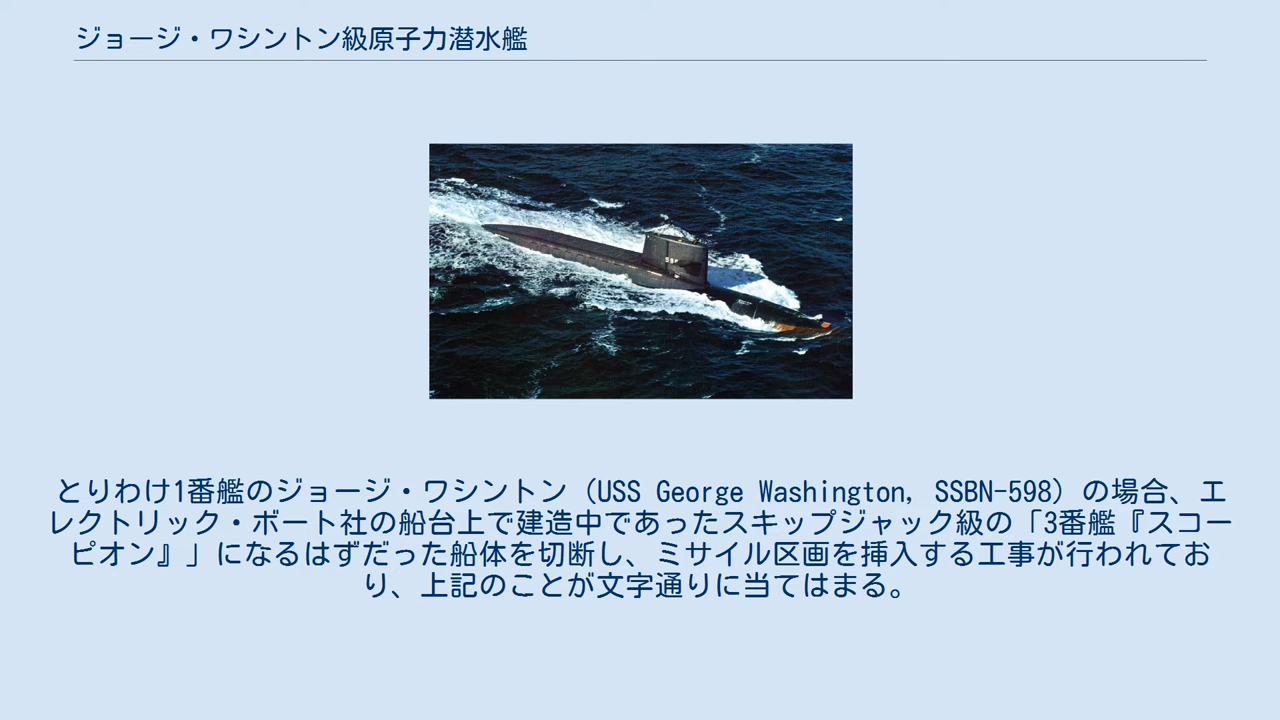 ジョージ・ワシントン級原子力潜水艦
とりわけ1番艦のジョージ・ワシントン（USS George Washington, SSBN-598）の場合、エ
レクトリック・ボート社の船台上で建造中であったスキップジャック級の「3番艦『スコー
ピオン』」になるはずだった船体を切断し、ミサイル区画を挿入する工事が行われてお
り、上記のことが文字通りに当てはまる。